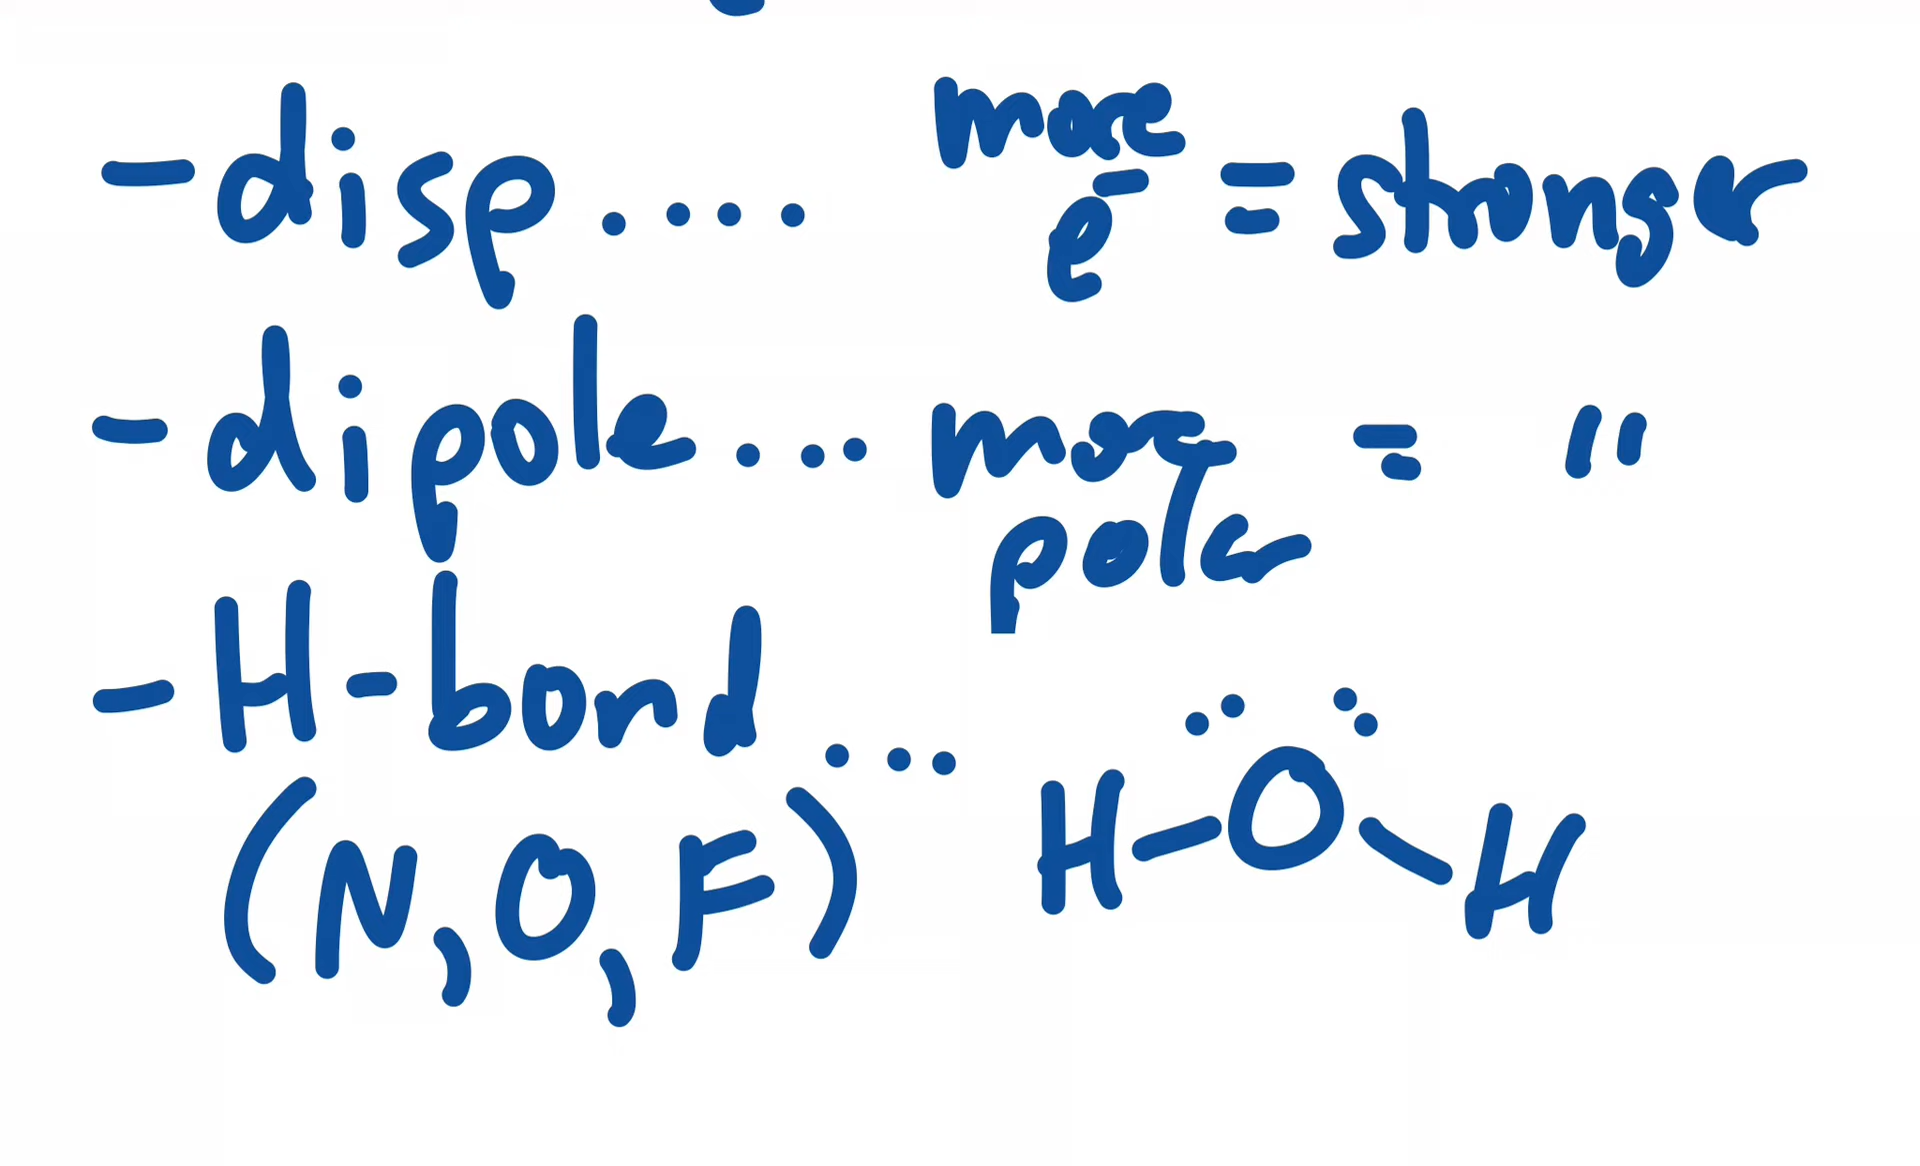 -disp.... more e⁻ = stronger
-dipole... more polar = "
-H-bond...
(N,O,F) H-O-H